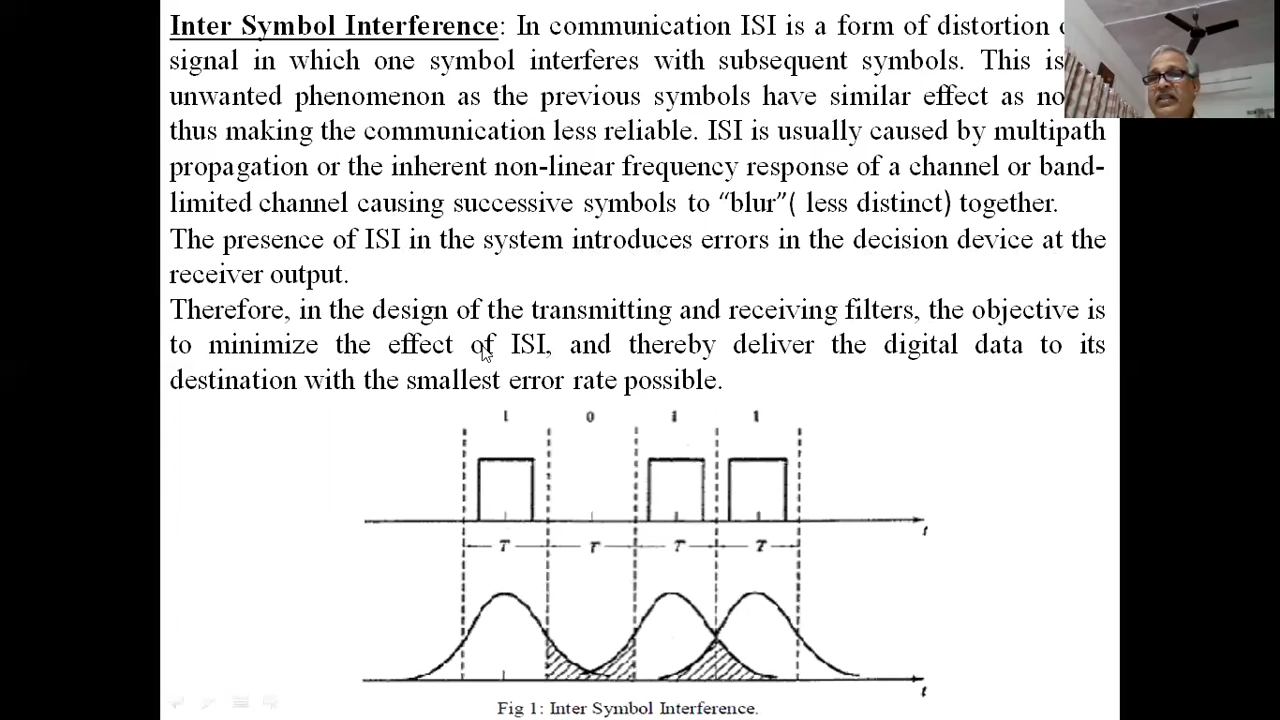 Inter Symbol Interference: In communication ISI is a form of distortion
signal in which one symbol interferes with subsequent symbols. This is
unwanted phenomenon as the previous symbols have similar effect as
thus making the communication less reliable. ISI is usually caused by multipath
propagation or the inherent non-linear frequency response of a channel or band-
limited channel causing successive symbols to “blur”( less distinct) together.
The presence of ISI in the system introduces errors in the decision device at the
receiver output.
Therefore, in the design of the transmitting and receiving filters, the objective is
to minimize the effect of ISI, and thereby deliver the digital data to its
destination with the smallest error rate possible.
1 0 1 1
t
T T T T
t
Fig 1: Inter Symbol Interference.